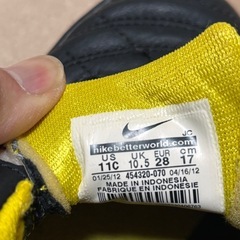 JC
nikebetterworld.com
US UK EUR cm
11C 10.5 28 17
01/25/12 454320-070 04/16/12
MADE IN INDONESIA
FABRIQUE EN INDONESIE